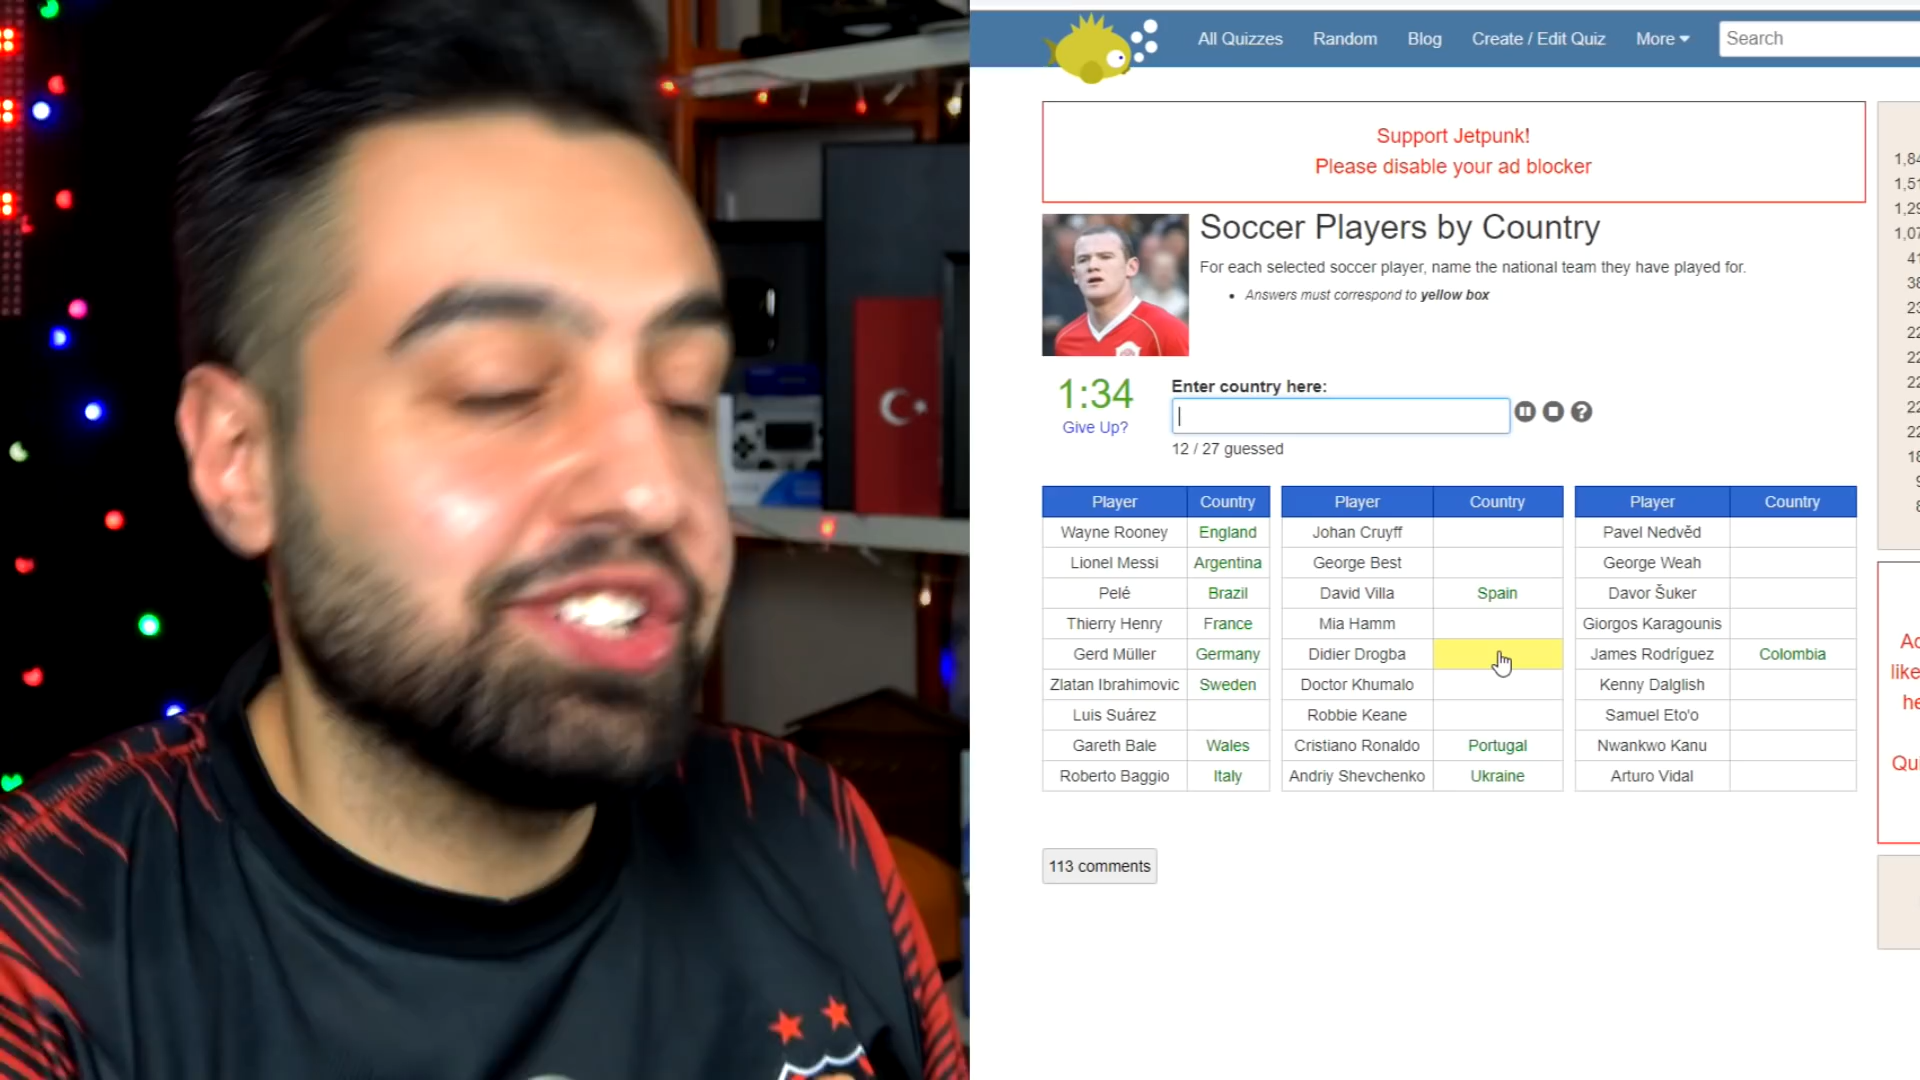 All Quizzes Random Blog Create / Edit Quiz More Search
Support Jetpunk!
Please disable your ad blocker
Soccer Players by Country
For each selected soccer player, name the national team they have played for.
• Answers must correspond to yellow box
1:34
Give Up?
Enter country here:
12 / 27 guessed
Player Country Player Country Player Country
Wayne Rooney England Johan Cruyff Pavel Nedvěd
Lionel Messi Argentina George Best George Weah
Pelé Brazil David Villa Spain Davor Šuker
Thierry Henry France Mia Hamm Giorgos Karagounis
Gerd Müller Germany Didier Drogba James Rodríguez Colombia
Zlatan Ibrahimovic Sweden Doctor Khumalo Kenny Dalglish
Luis Suárez Robbie Keane Samuel Eto'o
Gareth Bale Wales Cristiano Ronaldo Portugal Nwankwo Kanu
Roberto Baggio Italy Andriy Shevchenko Ukraine Arturo Vidal
113 comments